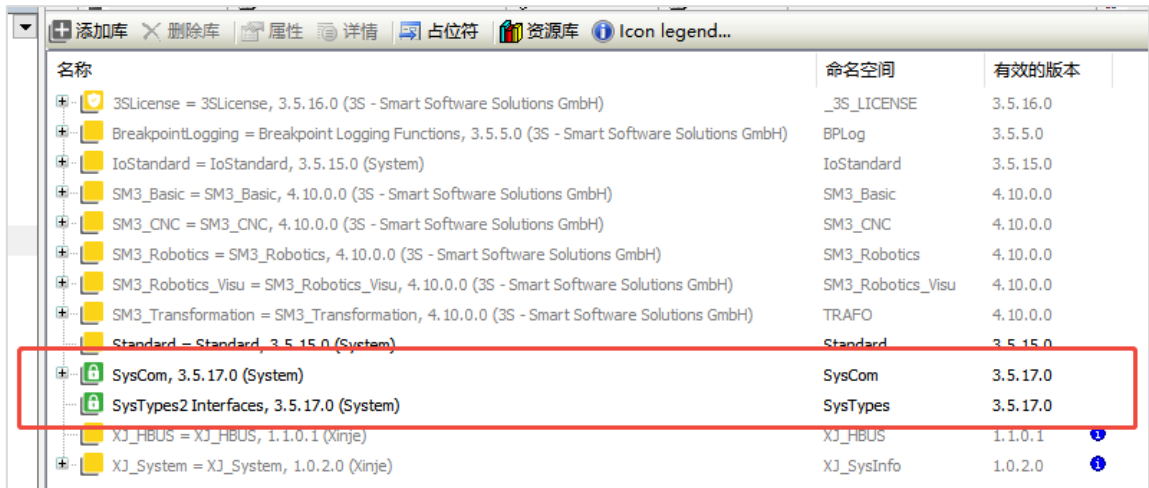 添加库 删除库 属性 详情 占位符 资源库 Icon legend...
名称 命名空间 有效的版本
3SLicense = 3SLicense, 3.5.16.0 (3S - Smart Software Solutions GmbH) _3S_LICENSE 3.5.16.0
BreakpointLogging = Breakpoint Logging Functions, 3.5.5.0 (3S - Smart Software Solutions GmbH) BPLog 3.5.5.0
IoStandard = IoStandard, 3.5.15.0 (System) IoStandard 3.5.15.0
SM3_Basic = SM3_Basic, 4.10.0.0 (3S - Smart Software Solutions GmbH) SM3_Basic 4.10.0.0
SM3_CNC = SM3_CNC, 4.10.0.0 (3S - Smart Software Solutions GmbH) SM3_CNC 4.10.0.0
SM3_Robotics = SM3_Robotics, 4.10.0.0 (3S - Smart Software Solutions GmbH) SM3_Robotics 4.10.0.0
SM3_Robotics_Visu = SM3_Robotics_Visu, 4.10.0.0 (3S - Smart Software Solutions GmbH) SM3_Robotics_Visu 4.10.0.0
SM3_Transformation = SM3_Transformation, 4.10.0.0 (3S - Smart Software Solutions GmbH) TRAFO 4.10.0.0
Standard = Standard, 3.5.15.0 (System) Standard 3.5.15.0
SysCom, 3.5.17.0 (System) SysCom 3.5.17.0
SysTypes2 Interfaces, 3.5.17.0 (System) SysTypes 3.5.17.0
XJ_HBUS = XJ_HBUS, 1.1.0.1 (Xinje) XJ_HBUS 1.1.0.1
XJ_System = XJ_System, 1.0.2.0 (Xinje) XJ_SysInfo 1.0.2.0